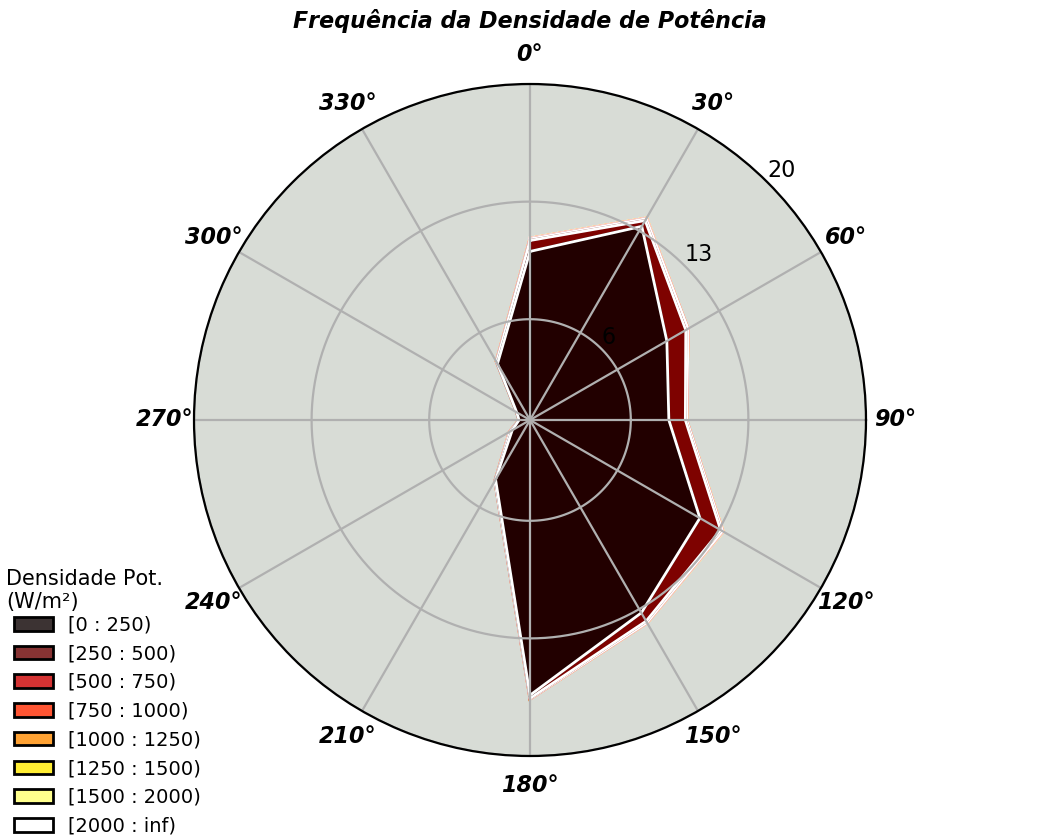 Frequência da Densidade de Potência
0°
330°
30°
20
300°
60°
13
6
270°
90°
240°
120°
210°
150°
180°
Densidade Pot.
(W/m²)
[0 : 250)
[250 : 500)
[500 : 750)
[750 : 1000)
[1000 : 1250)
[1250 : 1500)
[1500 : 2000)
[2000 : inf)